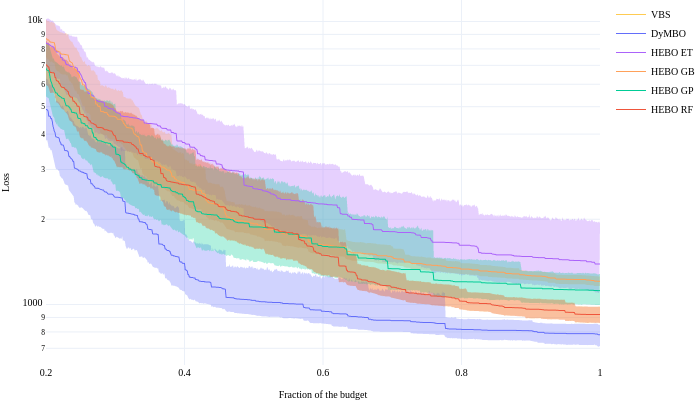 10k
9
8
7
6
5
4
3
2
1000
9
8
7
Loss
0.2
0.4
0.6
0.8
1
Fraction of the budget
VBS
DyMBO
HEBO ET
HEBO GB
HEBO GP
HEBO RF